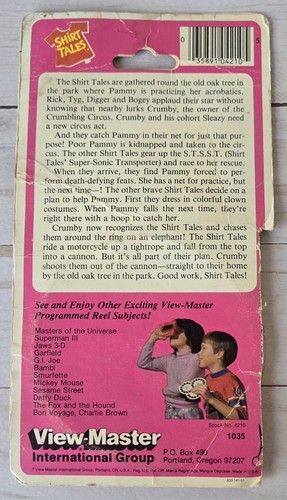 SHIRT
TALES
0
35891 04210
5
The Shirt Tales are gathered round the old oak tree in
the park where Pammy is practicing her acrobatics.
Rick, Tyg, Digger and Bogey applaud their star without
knowing that nearby lurks Crumby, the owner of the
Crumbling Circus. Crumby and his cohort Sleazy need
a new circus act.
And they catch Pammy in their net for just that pur-
pose! Poor Pammy is kidnapped and taken to the cir-
cus. The other Shirt Tales gear up the S.T.S.S.T. (Shirt
Tales' Super-Sonic Transporter) and race to her rescue.
When they arrive, they find Pammy forced to per-
form death-defying feats. She has a net for practice, but
the next time—! The other brave Shirt Tales decide on a
plan to help Pammy. First they dress in colorful clown
costumes. When Pammy falls the next time, they're
right there with a hoop to catch her.
Crumby now recognizes the Shirt Tales and chases
them around the ring on an elephant! The Shirt Tales
ride a motorcycle up a tightrope and fall from the top
into a cannon. But it's all part of their plan. Crumby
shoots them out of the cannon—straight to their home
by the old oak tree in the park. Good work, Shirt Tales!
See and Enjoy Other Exciting View-Master
Programmed Reel Subjects!
Masters of the Universe
Superman III
Jaws 3-D
Garfield
G.I. Joe
Bambi
Smurfette
Mickey Mouse
Sesame Street
Daffy Duck
The Fox and the Hound
Bon Voyage, Charlie Brown
Stock No. 4210
1035
View-Master
International Group
P.O. Box 490
Portland, Oregon 97207